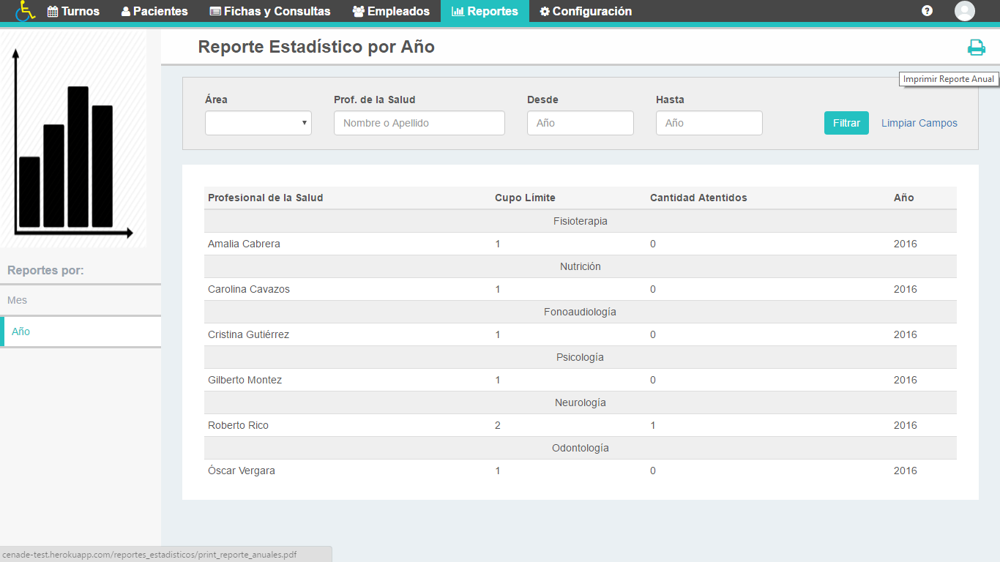 Turnos Pacientes Fichas y Consultas Empleados Reportes Configuración
Reporte Estadístico por Año
Imprimir Reporte Anual
Área Prof. de la Salud Desde Hasta
Nombre o Apellido Año Año Filtrar Limpiar Campos
Profesional de la Salud Cupo Límite Cantidad Atentidos Año
Fisioterapia
Amalia Cabrera 1 0 2016
Nutrición
Carolina Cavazos 1 0 2016
Fonoaudiología
Cristina Gutiérrez 1 0 2016
Psicología
Gilberto Montez 1 0 2016
Neurología
Roberto Rico 2 1 2016
Odontología
Óscar Vergara 1 0 2016
Reportes por:
Mes
Año
cenade-test.herokuapp.com/reportes_estadisticos/print_reporte_anuales.pdf